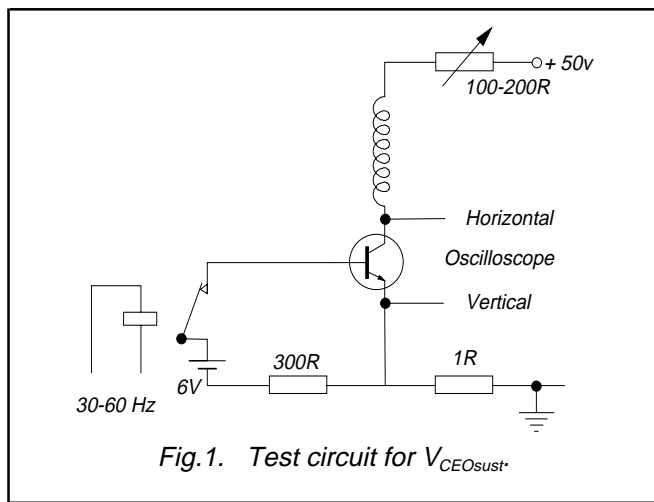 + 50v
100-200R
Horizontal
Oscilloscope
Vertical
300R
1R
6V
30-60 Hz
Fig.1. Test circuit for VCEOsust.